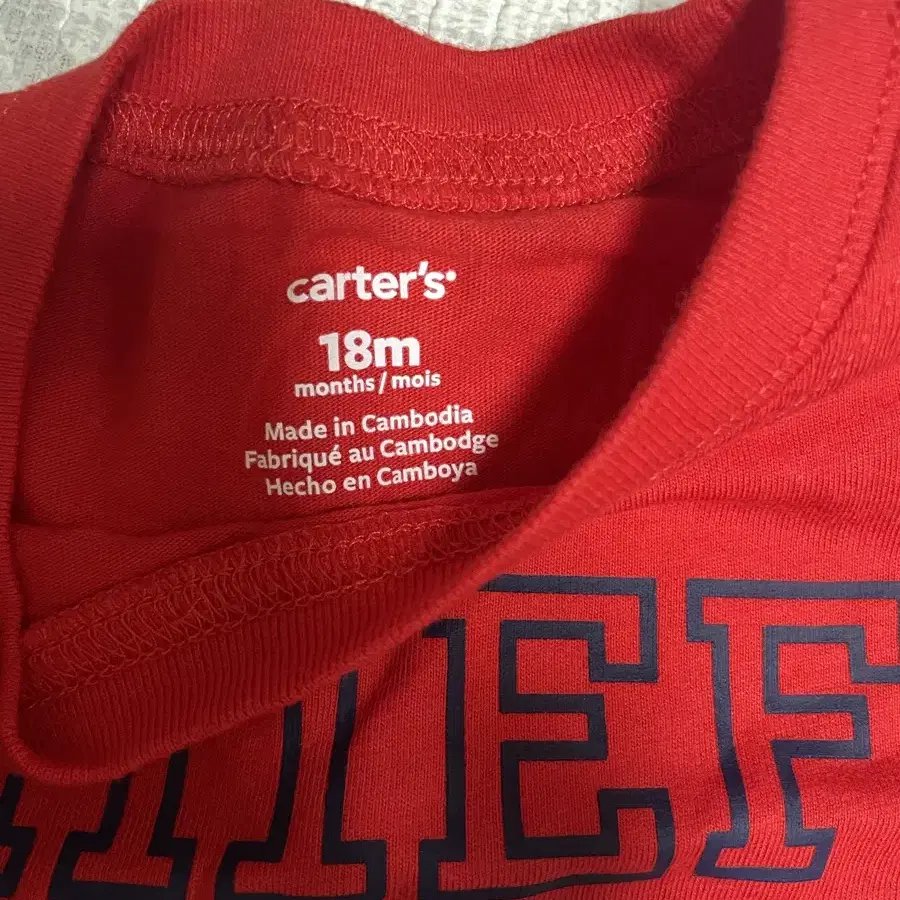 carter's
18m
months/mois
Made in Cambodia
Fabriqué au Cambodge
Hecho en Camboya